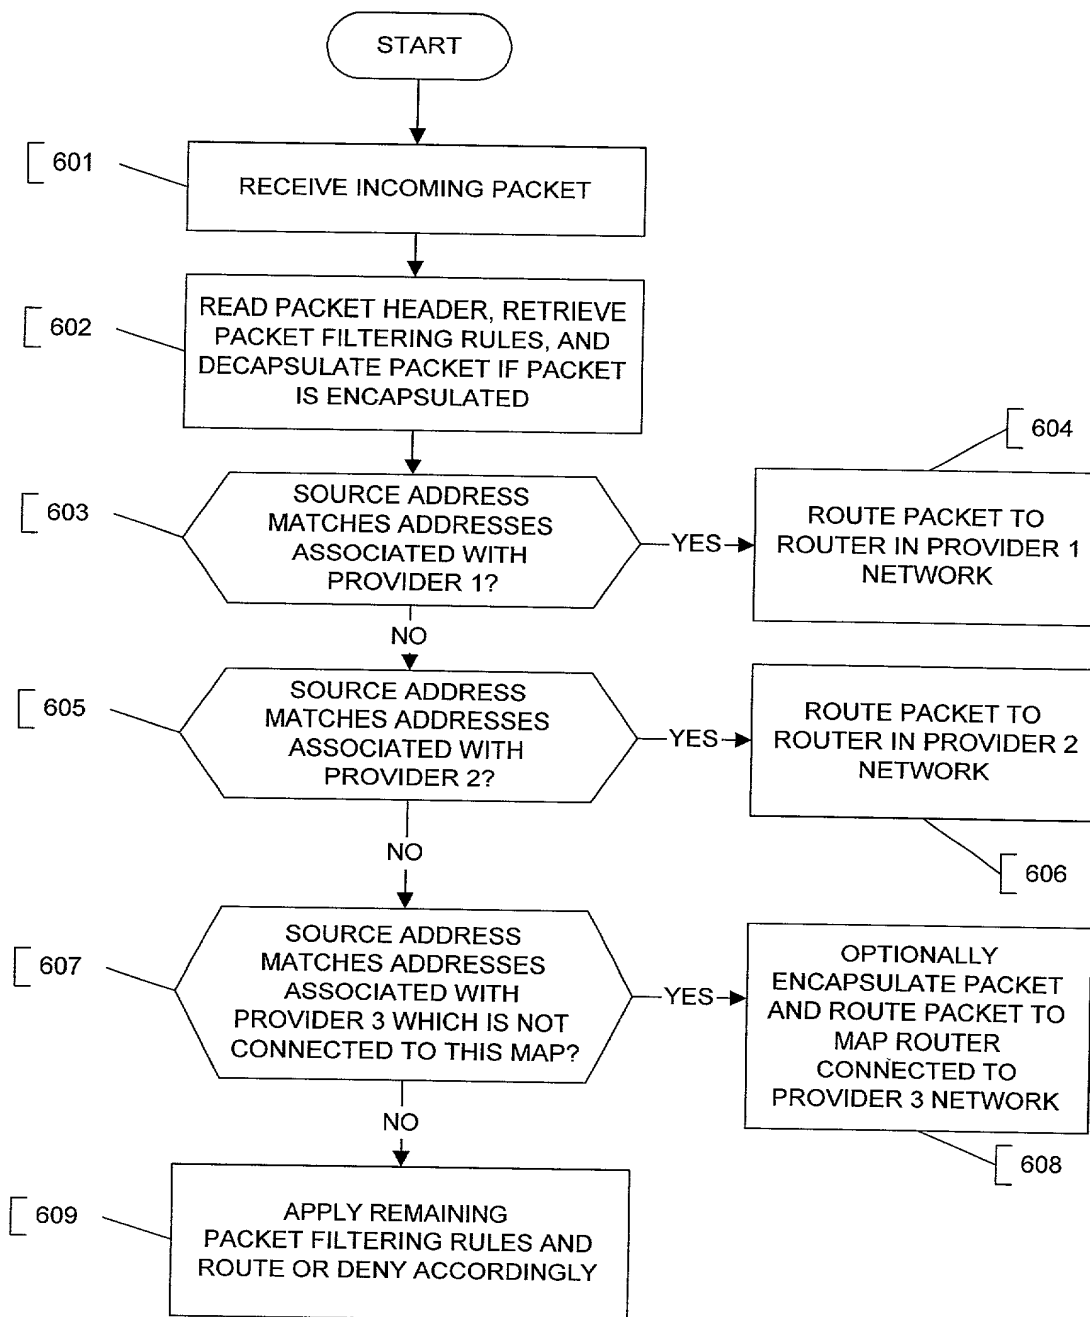 START
601
RECEIVE INCOMING PACKET
602
READ PACKET HEADER, RETRIEVE
PACKET FILTERING RULES, AND
DECAPSULATE PACKET IF PACKET
IS ENCAPSULATED
603
SOURCE ADDRESS
MATCHES ADDRESSES
ASSOCIATED WITH
PROVIDER 1?
YES
604
ROUTE PACKET TO
ROUTER IN PROVIDER 1
NETWORK
NO
605
SOURCE ADDRESS
MATCHES ADDRESSES
ASSOCIATED WITH
PROVIDER 2?
YES
ROUTE PACKET TO
ROUTER IN PROVIDER 2
NETWORK
606
NO
607
SOURCE ADDRESS
MATCHES ADDRESSES
ASSOCIATED WITH
PROVIDER 3 WHICH IS NOT
CONNECTED TO THIS MAP?
YES
OPTIONALLY
ENCAPSULATE PACKET
AND ROUTE PACKET TO
MAP ROUTER
CONNECTED TO
PROVIDER 3 NETWORK
608
NO
609
APPLY REMAINING
PACKET FILTERING RULES AND
ROUTE OR DENY ACCORDINGLY